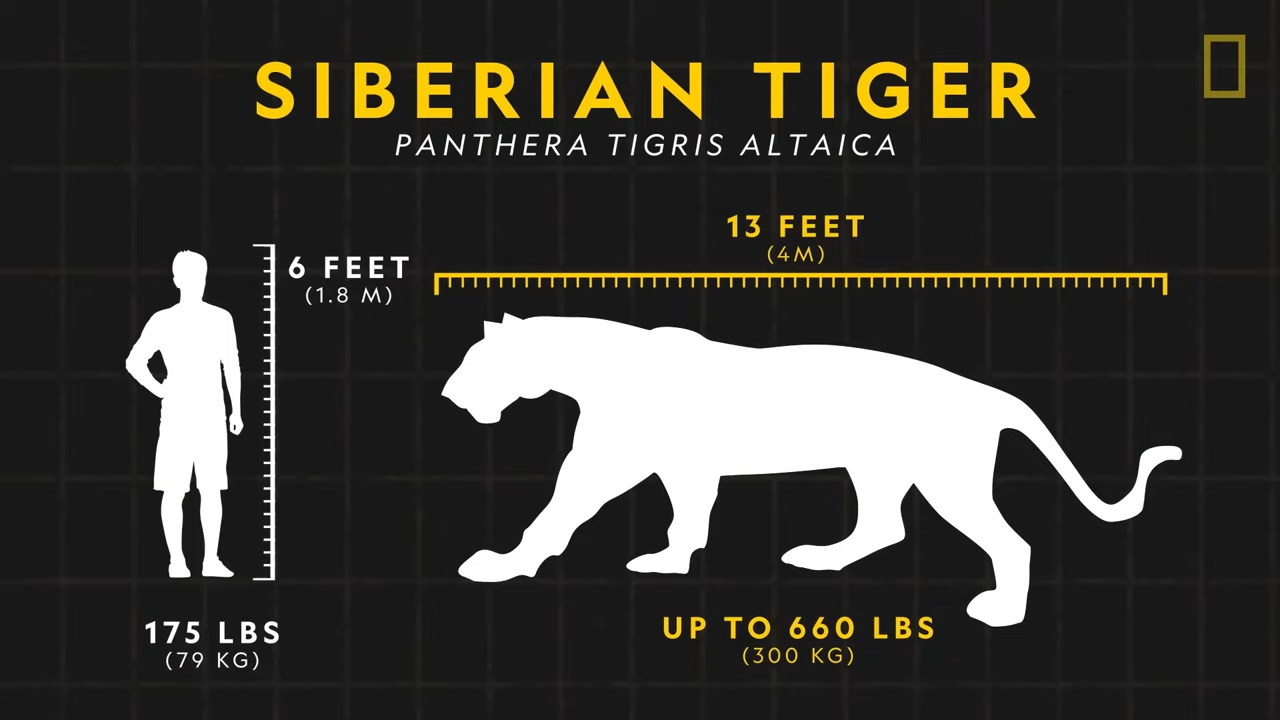 SIBERIAN TIGER
PANTHERA TIGRIS ALTAICA
13 FEET
(4M)
6 FEET
(1.8 M)
175 LBS
(79 KG)
UP TO 660 LBS
(300 KG)